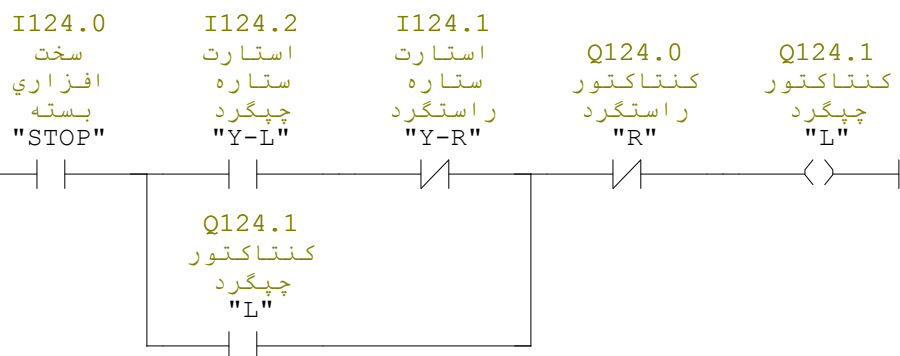 I124.0
سخت
افزاري
بسته
"STOP"
I124.2
استارت
ستاره
چپگرد
"Y-L"
I124.1
استارت
ستاره
راستگرد
"Y-R"
Q124.0
كنتاكتور
راستگرد
"R"
Q124.1
كنتاكتور
چپگرد
"L"
Q124.1
كنتاكتور
چپگرد
"L"